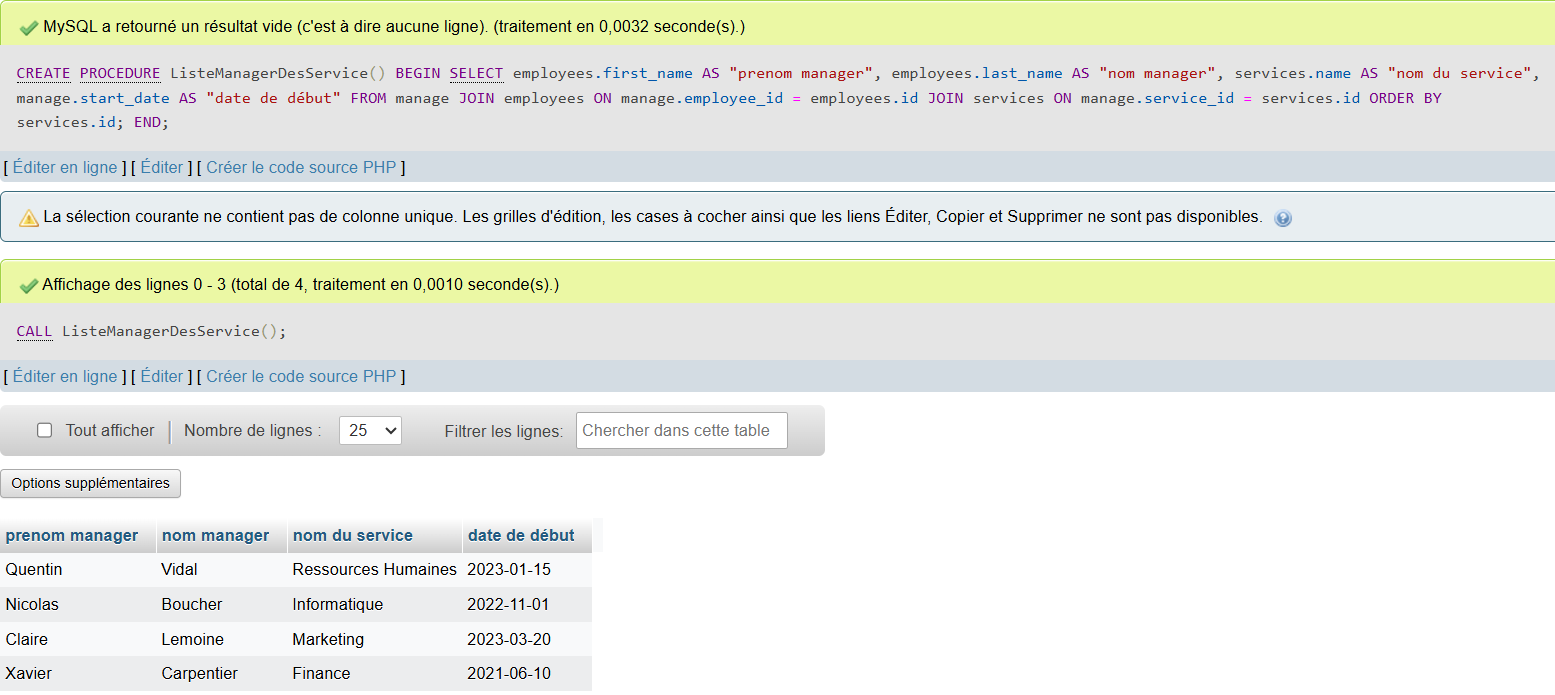 MySQL a retourné un résultat vide (c'est à dire aucune ligne). (traitement en 0,0032 seconde(s).)
CREATE PROCEDURE ListeManagerDesService() BEGIN SELECT employees.first_name AS "prenom manager", employees.last_name AS "nom manager", services.name AS "nom du service",
manage.start_date AS "date de début" FROM manage JOIN employees ON manage.employee_id = employees.id JOIN services ON manage.service_id = services.id ORDER BY
services.id; END;
[ Éditer en ligne ] [ Éditer ] [ Créer le code source PHP ]
La sélection courante ne contient pas de colonne unique. Les grilles d'édition, les cases à cocher ainsi que les liens Éditer, Copier et Supprimer ne sont pas disponibles.
Affichage des lignes 0 - 3 (total de 4, traitement en 0,0010 seconde(s).)
CALL ListeManagerDesService();
[ Éditer en ligne ] [ Éditer ] [ Créer le code source PHP ]
Tout afficher | Nombre de lignes : 25 Filtrer les lignes: Chercher dans cette table
Options supplémentaires
prenom manager nom manager nom du service date de début
Quentin Vidal Ressources Humaines 2023-01-15
Nicolas Boucher Informatique 2022-11-01
Claire Lemoine Marketing 2023-03-20
Xavier Carpentier Finance 2021-06-10